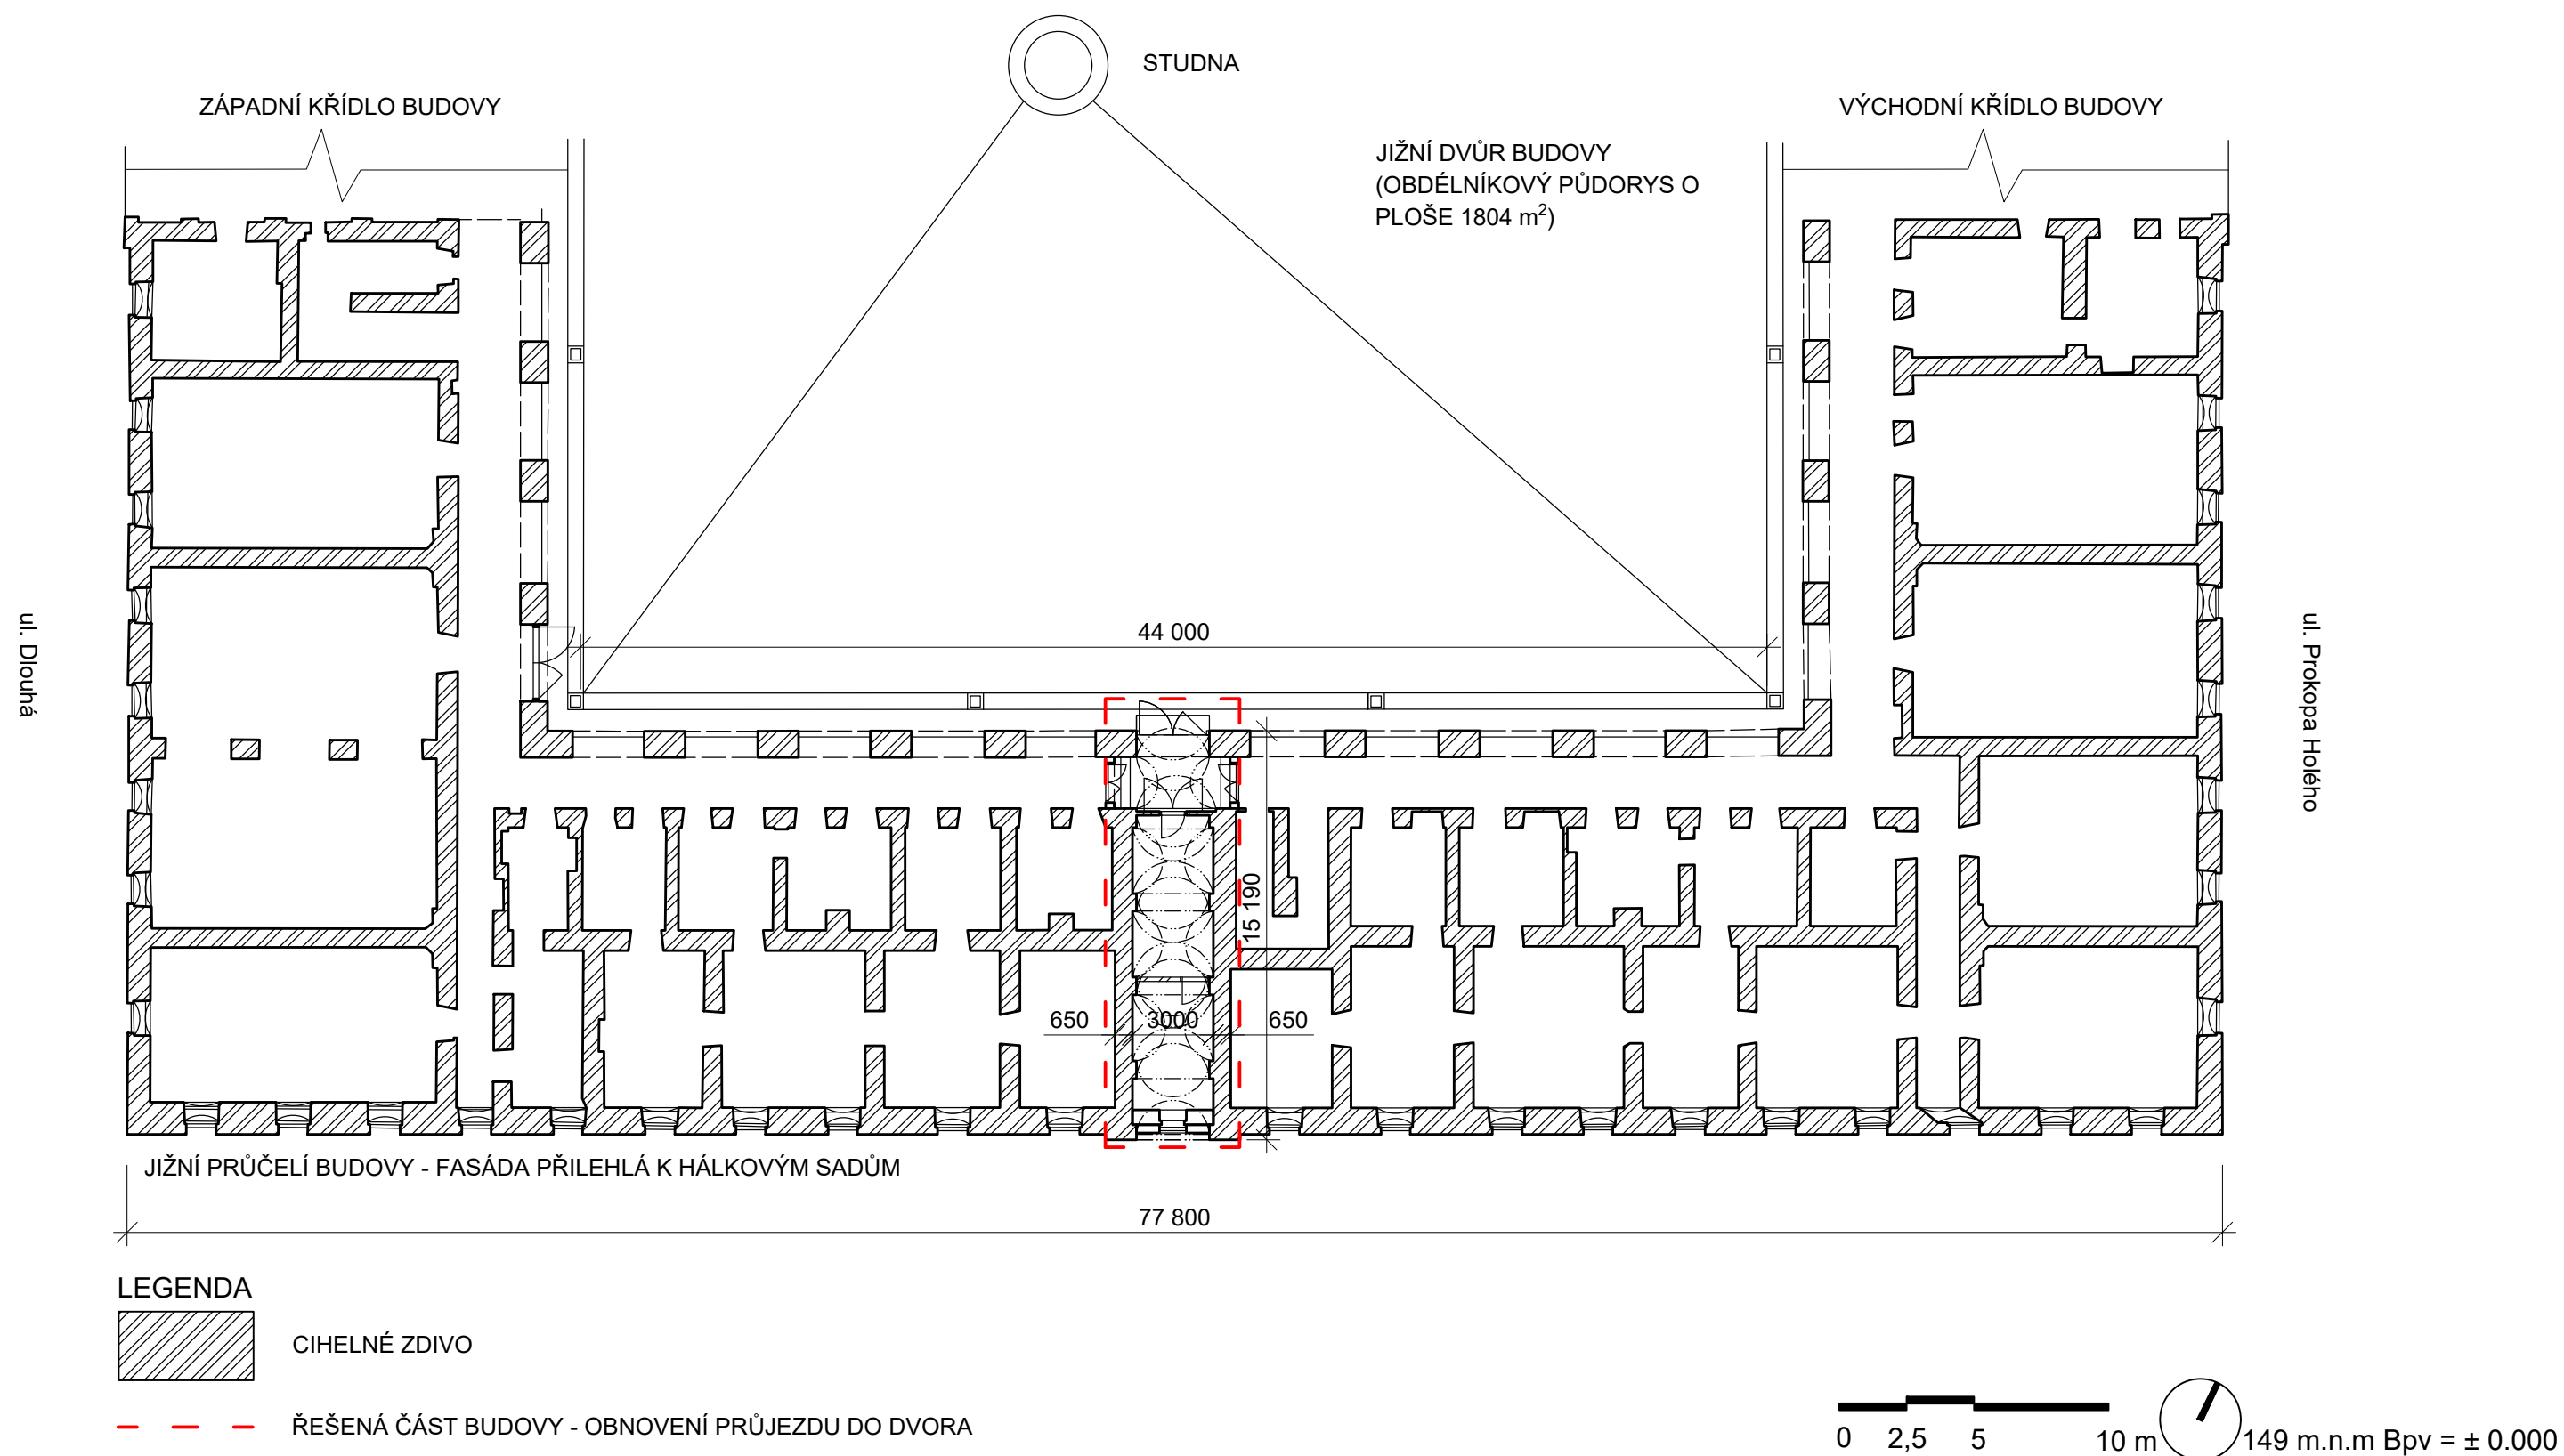 STUDNA
ZÁPADNÍ KŘÍDLO BUDOVY
VÝCHODNÍ KŘÍDLO BUDOVY
JIŽNÍ DVŮR BUDOVY
(OBDÉLNÍKOVÝ PŮDORYS O
PLOŠE 1804 m²)
ul. Dlouhá
ul. Prokopa Holého
44 000
15 190
650
3000
650
JIŽNÍ PRŮČELÍ BUDOVY - FASÁDA PŘILEHLÁ K HÁLKOVÝM SADŮM
77 800
LEGENDA
CIHELNÉ ZDIVO
ŘEŠENÁ ČÁST BUDOVY - OBNOVENÍ PRŮJEZDU DO DVORA
0 2,5 5 10 m
149 m.n.m Bpv = ± 0.000